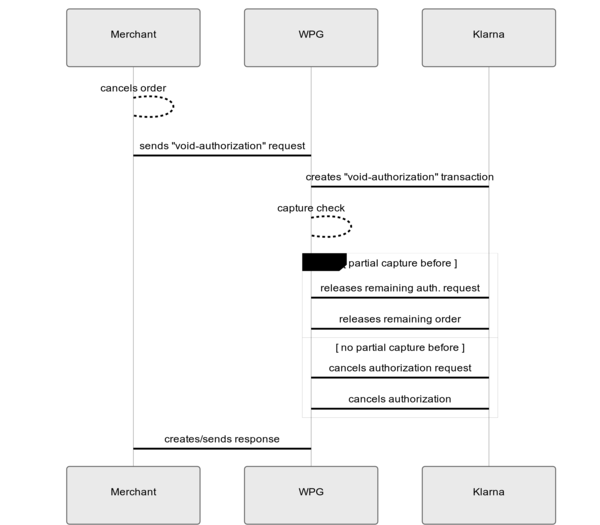 Merchant
WPG
Klarna
cancels order
sends "void-authorization" request
creates "void-authorization" transaction
capture check
partial capture before ]
releases remaining auth. request
releases remaining order
[ no partial capture before ]
cancels authorization request
cancels authorization
creates/sends response
Merchant
WPG
Klarna